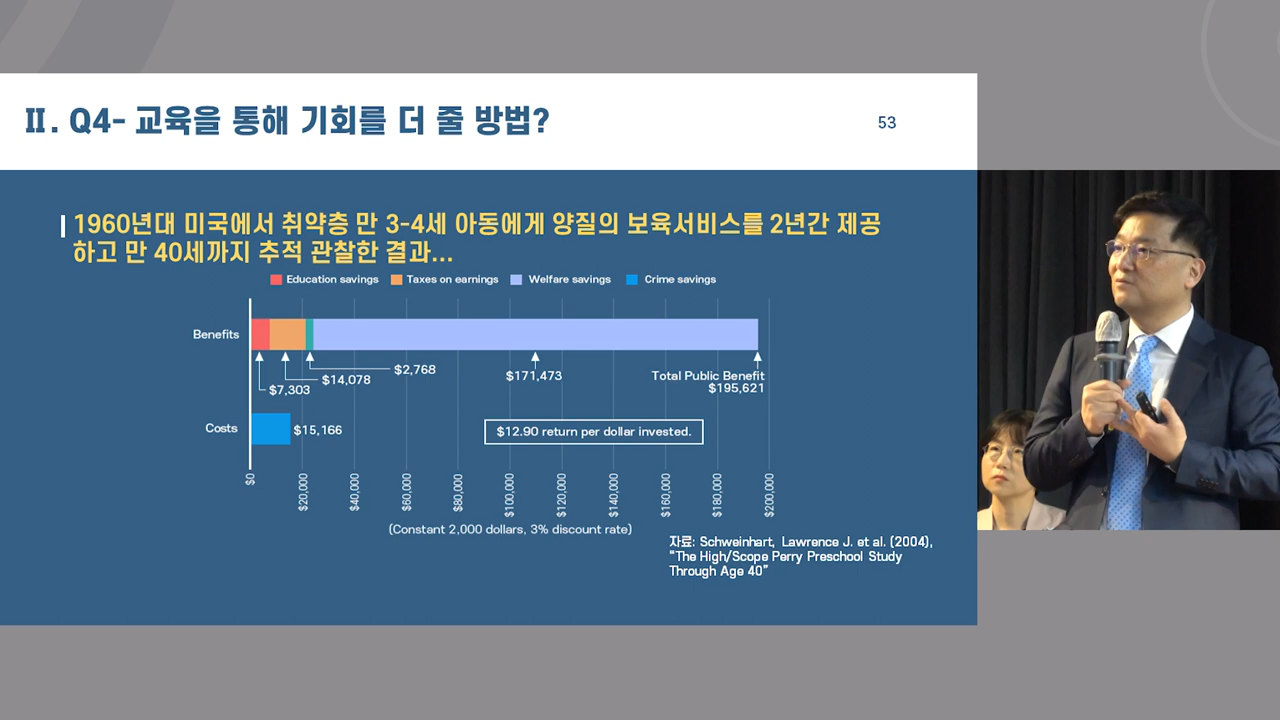 Ⅱ. Q4- 교육을 통해 기회를 더 줄 방법?
53
1960년대 미국에서 취약층 만 3-4세 아동에게 양질의 보육서비스를 2년간 제공
하고 만 40세까지 추적 관찰한 결과...
Education savings
Taxes on earnings
Welfare savings
Crime savings
Benefits
$7,303
$14,078
$2,768
$171,473
Total Public Benefit
$195,621
Costs
$15,166
$12.90 return per dollar invested.
$0
$20,000
$40,000
$60,000
$80,000
$100,000
$120,000
$140,000
$160,000
$180,000
$200,000
(Constant 2,000 dollars, 3% discount rate)
자료: Schweinhart, Lawrence J. et al. (2004),
“The High/Scope Perry Preschool Study
Through Age 40”